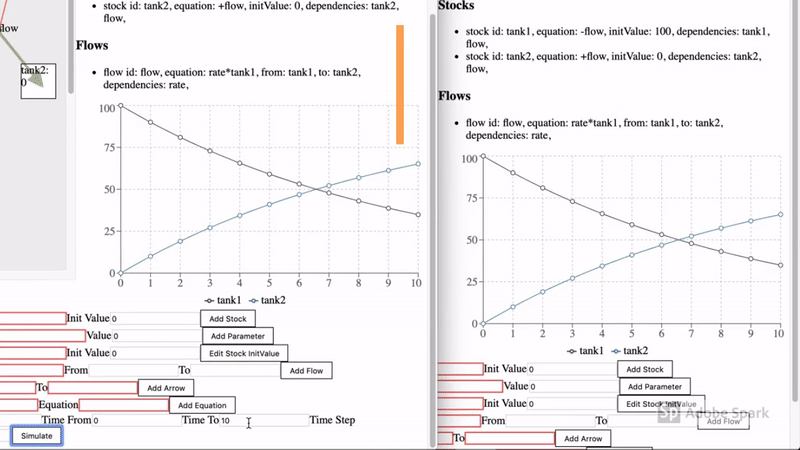 stock id: tank2, equation: +flow, initValue: 0, dependencies: tank2,
flow,
flow
tank2:
0
Flows
flow id: flow, equation: rate*tank1, from: tank1, to: tank2,
dependencies: rate,
100
75
50
25
0
0 1 2 3 4 5 6 7 8 9 10
tank1 tank2
Init Value 0 Add Stock
Value 0 Add Parameter
Init Value 0 Edit Stock InitValue
From To Add Flow
To Add Arrow
Equation Add Equation
Time From 0 Time To 10 Time Step
Simulate
Stocks
stock id: tank1, equation: -flow, initValue: 100, dependencies: tank1,
flow,
stock id: tank2, equation: +flow, initValue: 0, dependencies: tank2,
flow,
Flows
flow id: flow, equation: rate*tank1, from: tank1, to: tank2,
dependencies: rate,
100
75
50
25
0
0 1 2 3 4 5 6 7 8 9 10
tank1 tank2
Init Value 0 Add Stock
Value 0 Add Parameter
Init Value 0 Edit Stock InitValue
Sp Adobe Spark
From To Add Flow
To Add Arrow